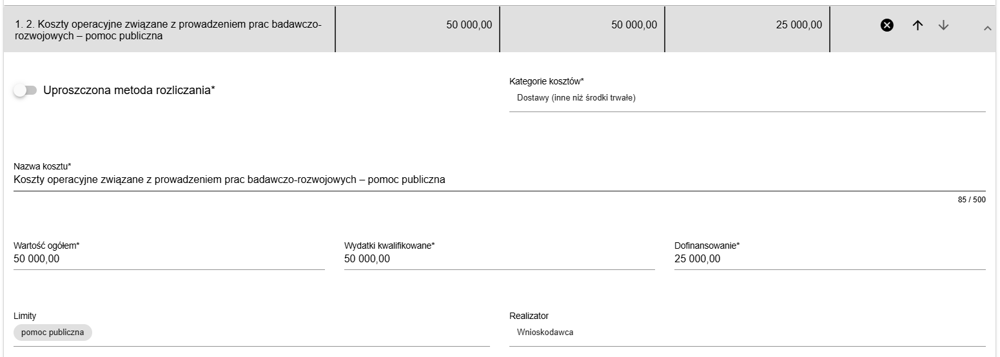 1. 2. Koszty operacyjne związane z prowadzeniem prac badawczo-
rozwojowych – pomoc publiczna
50 000,00
50 000,00
25 000,00
Uproszczona metoda rozliczania*
Kategorie kosztów*
Dostawy (inne niż środki trwałe)
Nazwa kosztu*
Koszty operacyjne związane z prowadzeniem prac badawczo-rozwojowych – pomoc publiczna
85 / 500
Wartość ogółem*
50 000,00
Wydatki kwalifikowane*
50 000,00
Dofinansowanie*
25 000,00
Limity
pomoc publiczna
Realizator
Wnioskodawca